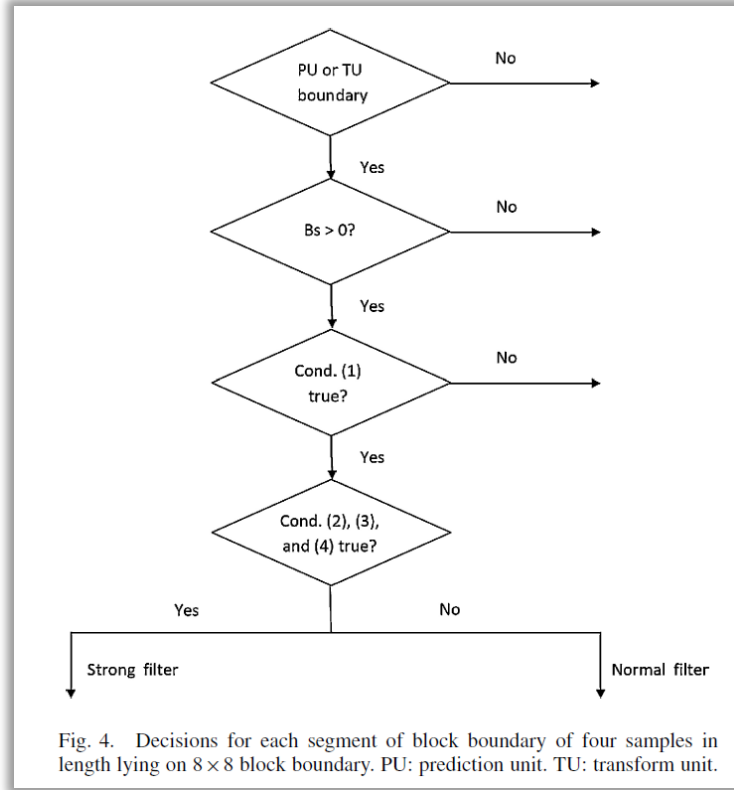 PU or TU
boundary
No
Yes
Bs > 0?
No
Yes
Cond. (1)
true?
No
Yes
Cond. (2), (3),
and (4) true?
Yes
No
Strong filter
Normal filter
Fig. 4. Decisions for each segment of block boundary of four samples in
length lying on 8 × 8 block boundary. PU: prediction unit. TU: transform unit.